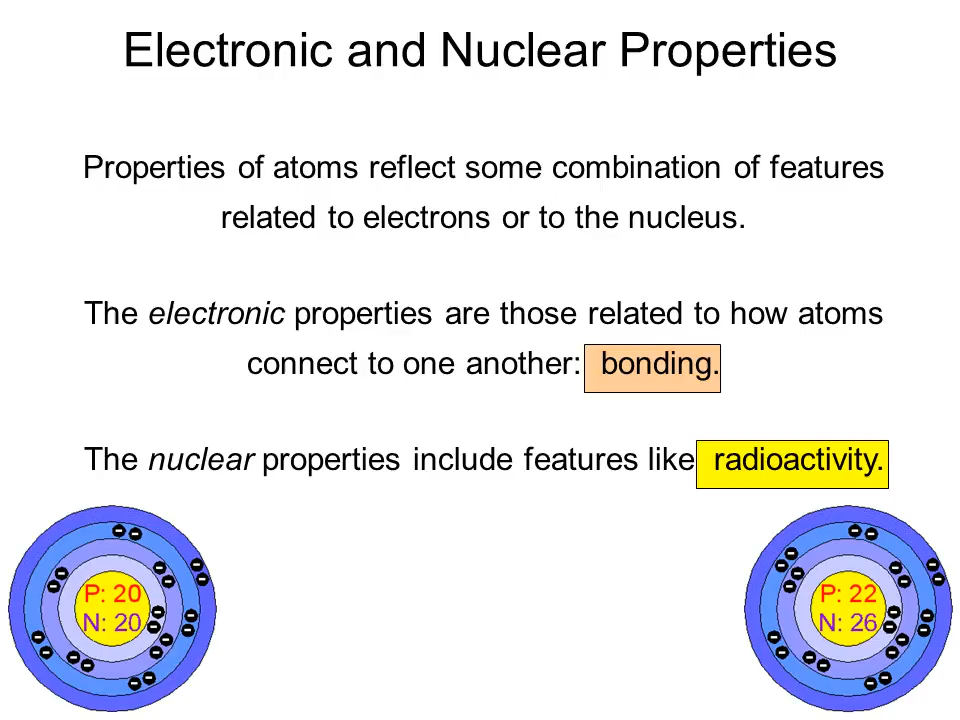 Electronic and Nuclear Properties
Properties of atoms reflect some combination of features
related to electrons or to the nucleus.
The electronic properties are those related to how atoms
connect to one another: bonding.
The nuclear properties include features like radioactivity.
P: 20
N: 20
P: 22
N: 26